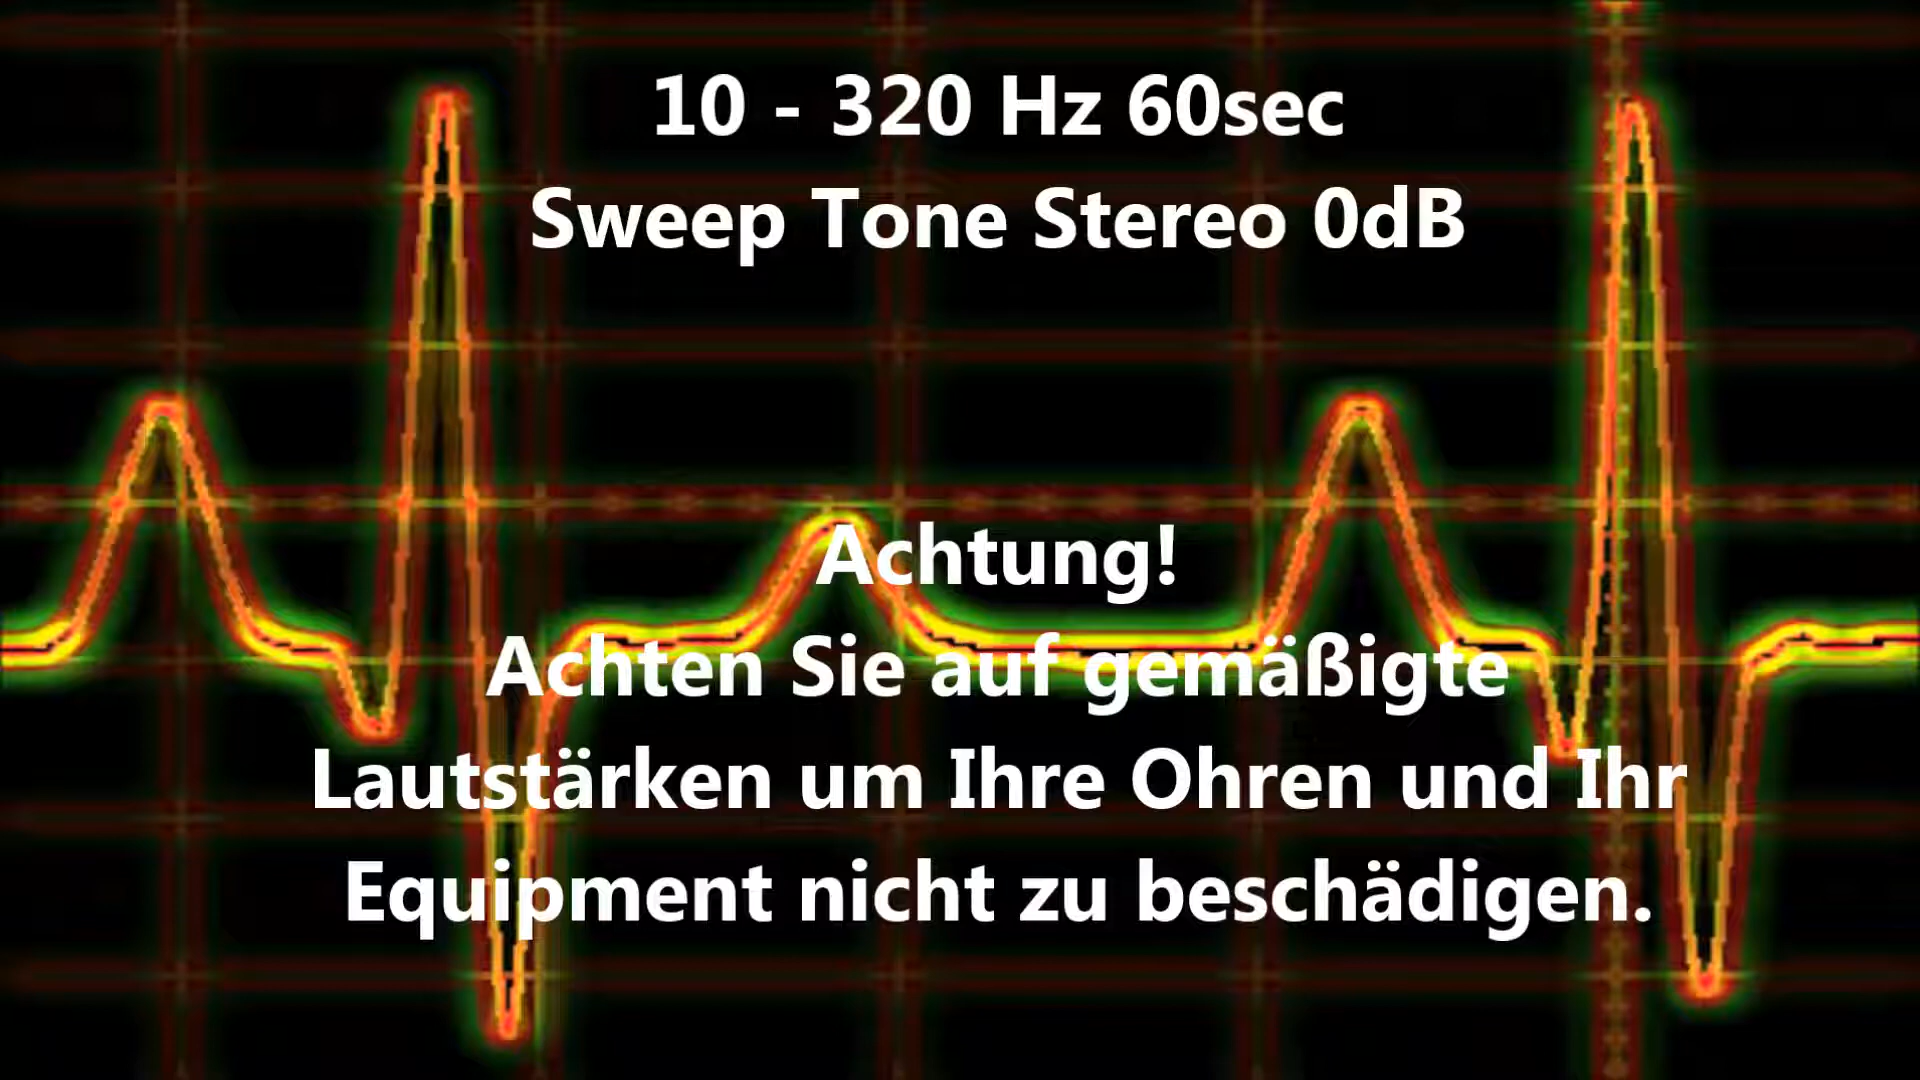 10 - 320 Hz 60sec
Sweep Tone Stereo 0dB
Achtung!
Achten Sie auf gemäßigte
Lautstärken um Ihre Ohren und Ihr
Equipment nicht zu beschädigen.